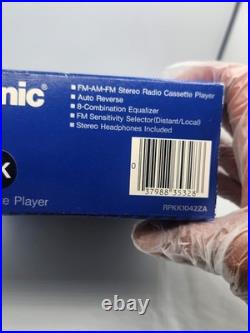 nic
▪ FM-AM-FM Stereo Radio Cassette Player
▪ Auto Reverse
▪ 8-Combination Equalizer
▪ FM Sensitivity Selector(Distant/Local)
▪ Stereo Headphones Included
K
te Player
0
37988 35328
RPKK1042ZA